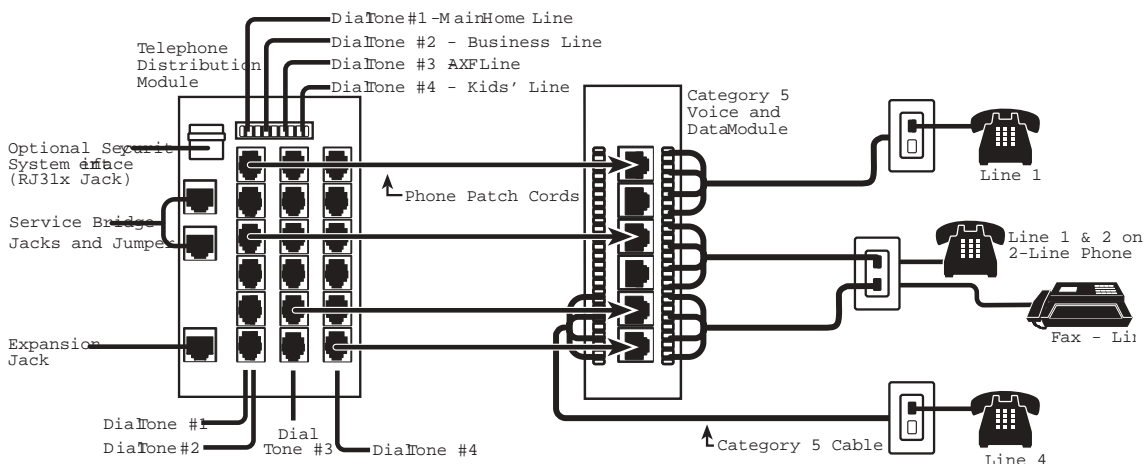 DialTone#1-MainHome Line
DialTone #2 - Business Line
DialTone #3 AXFLine
DialTone #4 - Kids' Line
Telephone
Distribution
Module
Category 5
Voice and
DataModule
Optional Securit
System
(RJ31x Jack)
Phone Patch Cords
Service Bridge
Jacks and Jumper
Expansion
Jack
Line 1
Line 1 & 2 on
2-Line Phone
Fax - Lin
DialTone #1
DialTone#2
Dial
Tone #3
DialTone #4
Category 5 Cable
Line 4